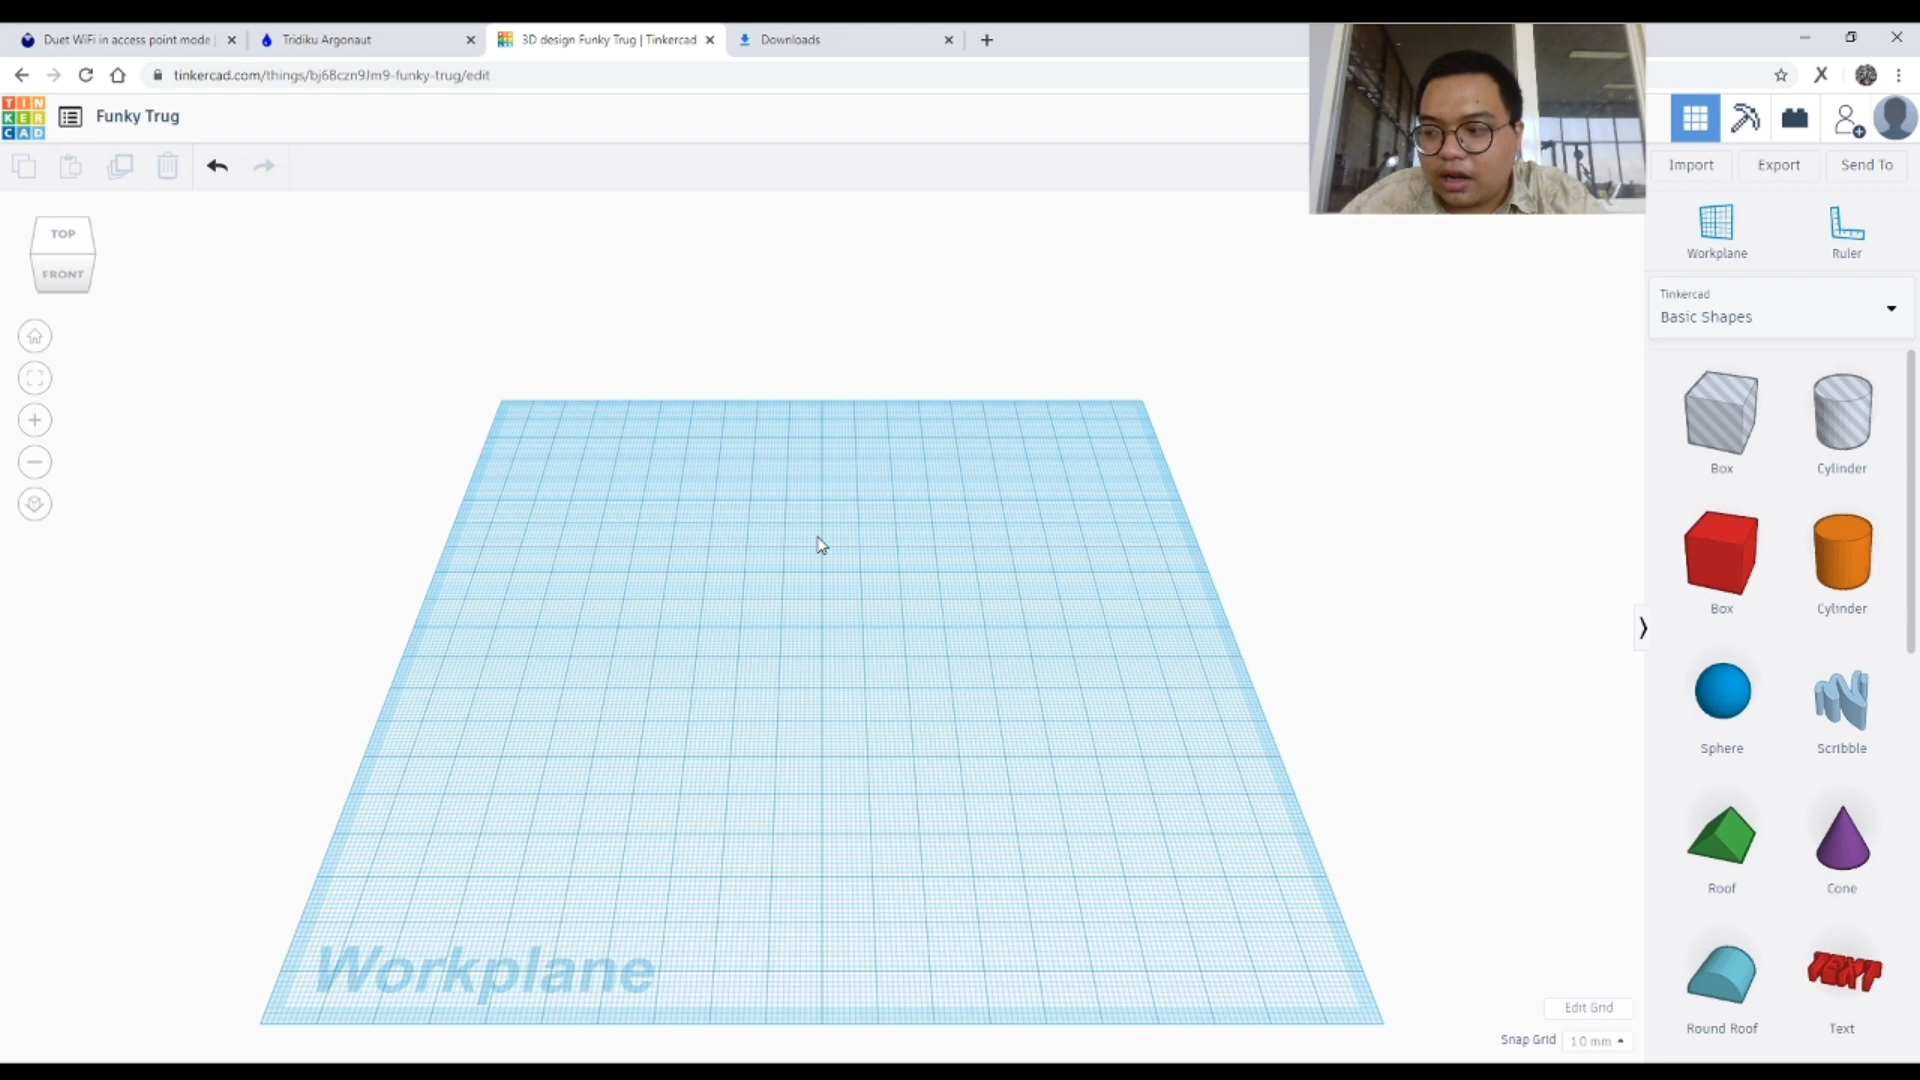 Duet WiFi in access point mode
Tridiku Argonaut
3D design Funky Trug | Tinkercad
Downloads
tinkercad.com/things/bj68czn9Jm9-funky-trug/edit
TIN
KER
CAD
Funky Trug
Import
Export
Send To
TOP
FRONT
Workplane
Ruler
Tinkercad
Basic Shapes
Box
Cylinder
Box
Cylinder
Sphere
Scribble
Roof
Cone
TEXT
Round Roof
Text
Workplane
Edit Grid
Snap Grid
1.0 mm